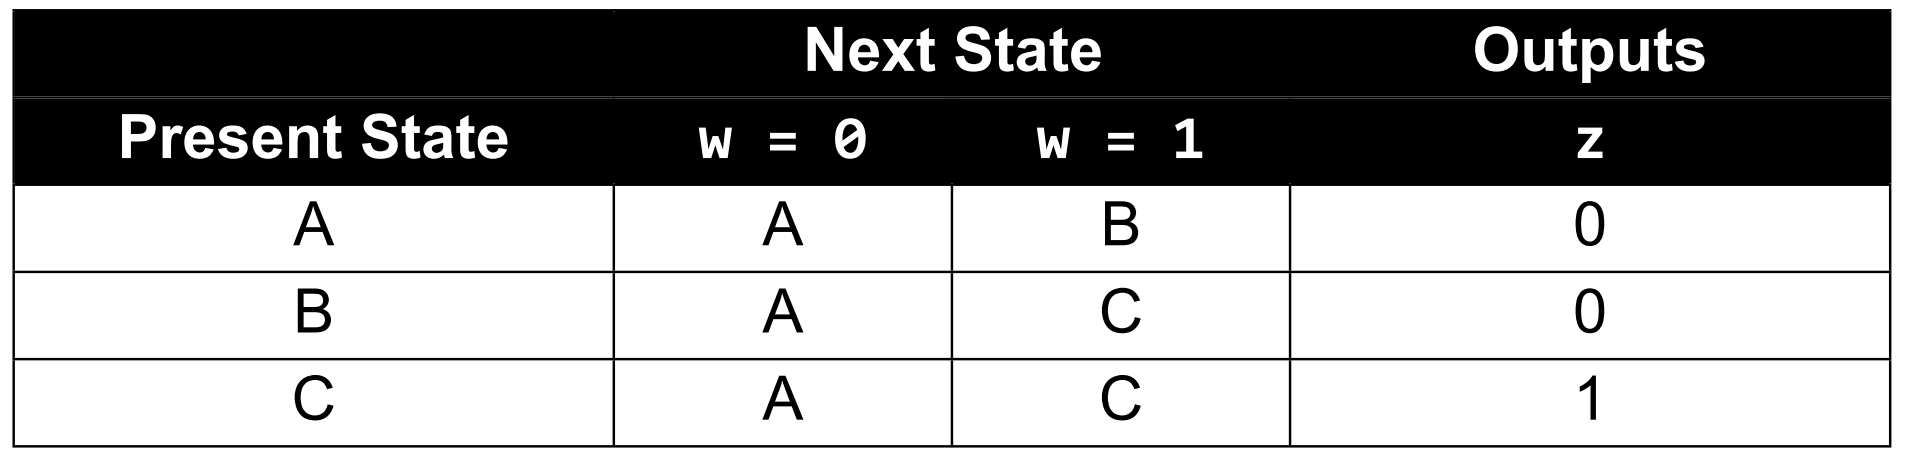 Next State Outputs
Present State w = 0 w = 1 z
A A B 0
B A C 0
C A C 1